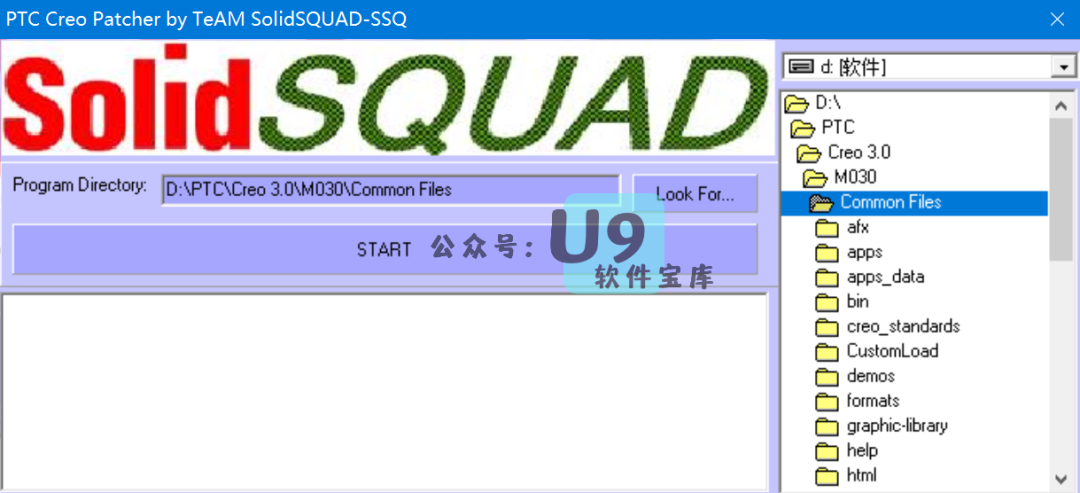 PTC Creo Patcher by TeAM SolidSQUAD-SSQ
SolidSQUAD
Program Directory: D:\PTC\Creo 3.0\M030\Common Files Look For...
START
公众号: U9
软件宝库
d: [软件]
D:\
PTC
Creo 3.0
M030
Common Files
afx
apps
apps_data
bin
creo_standards
CustomLoad
demos
formats
graphic-library
help
html